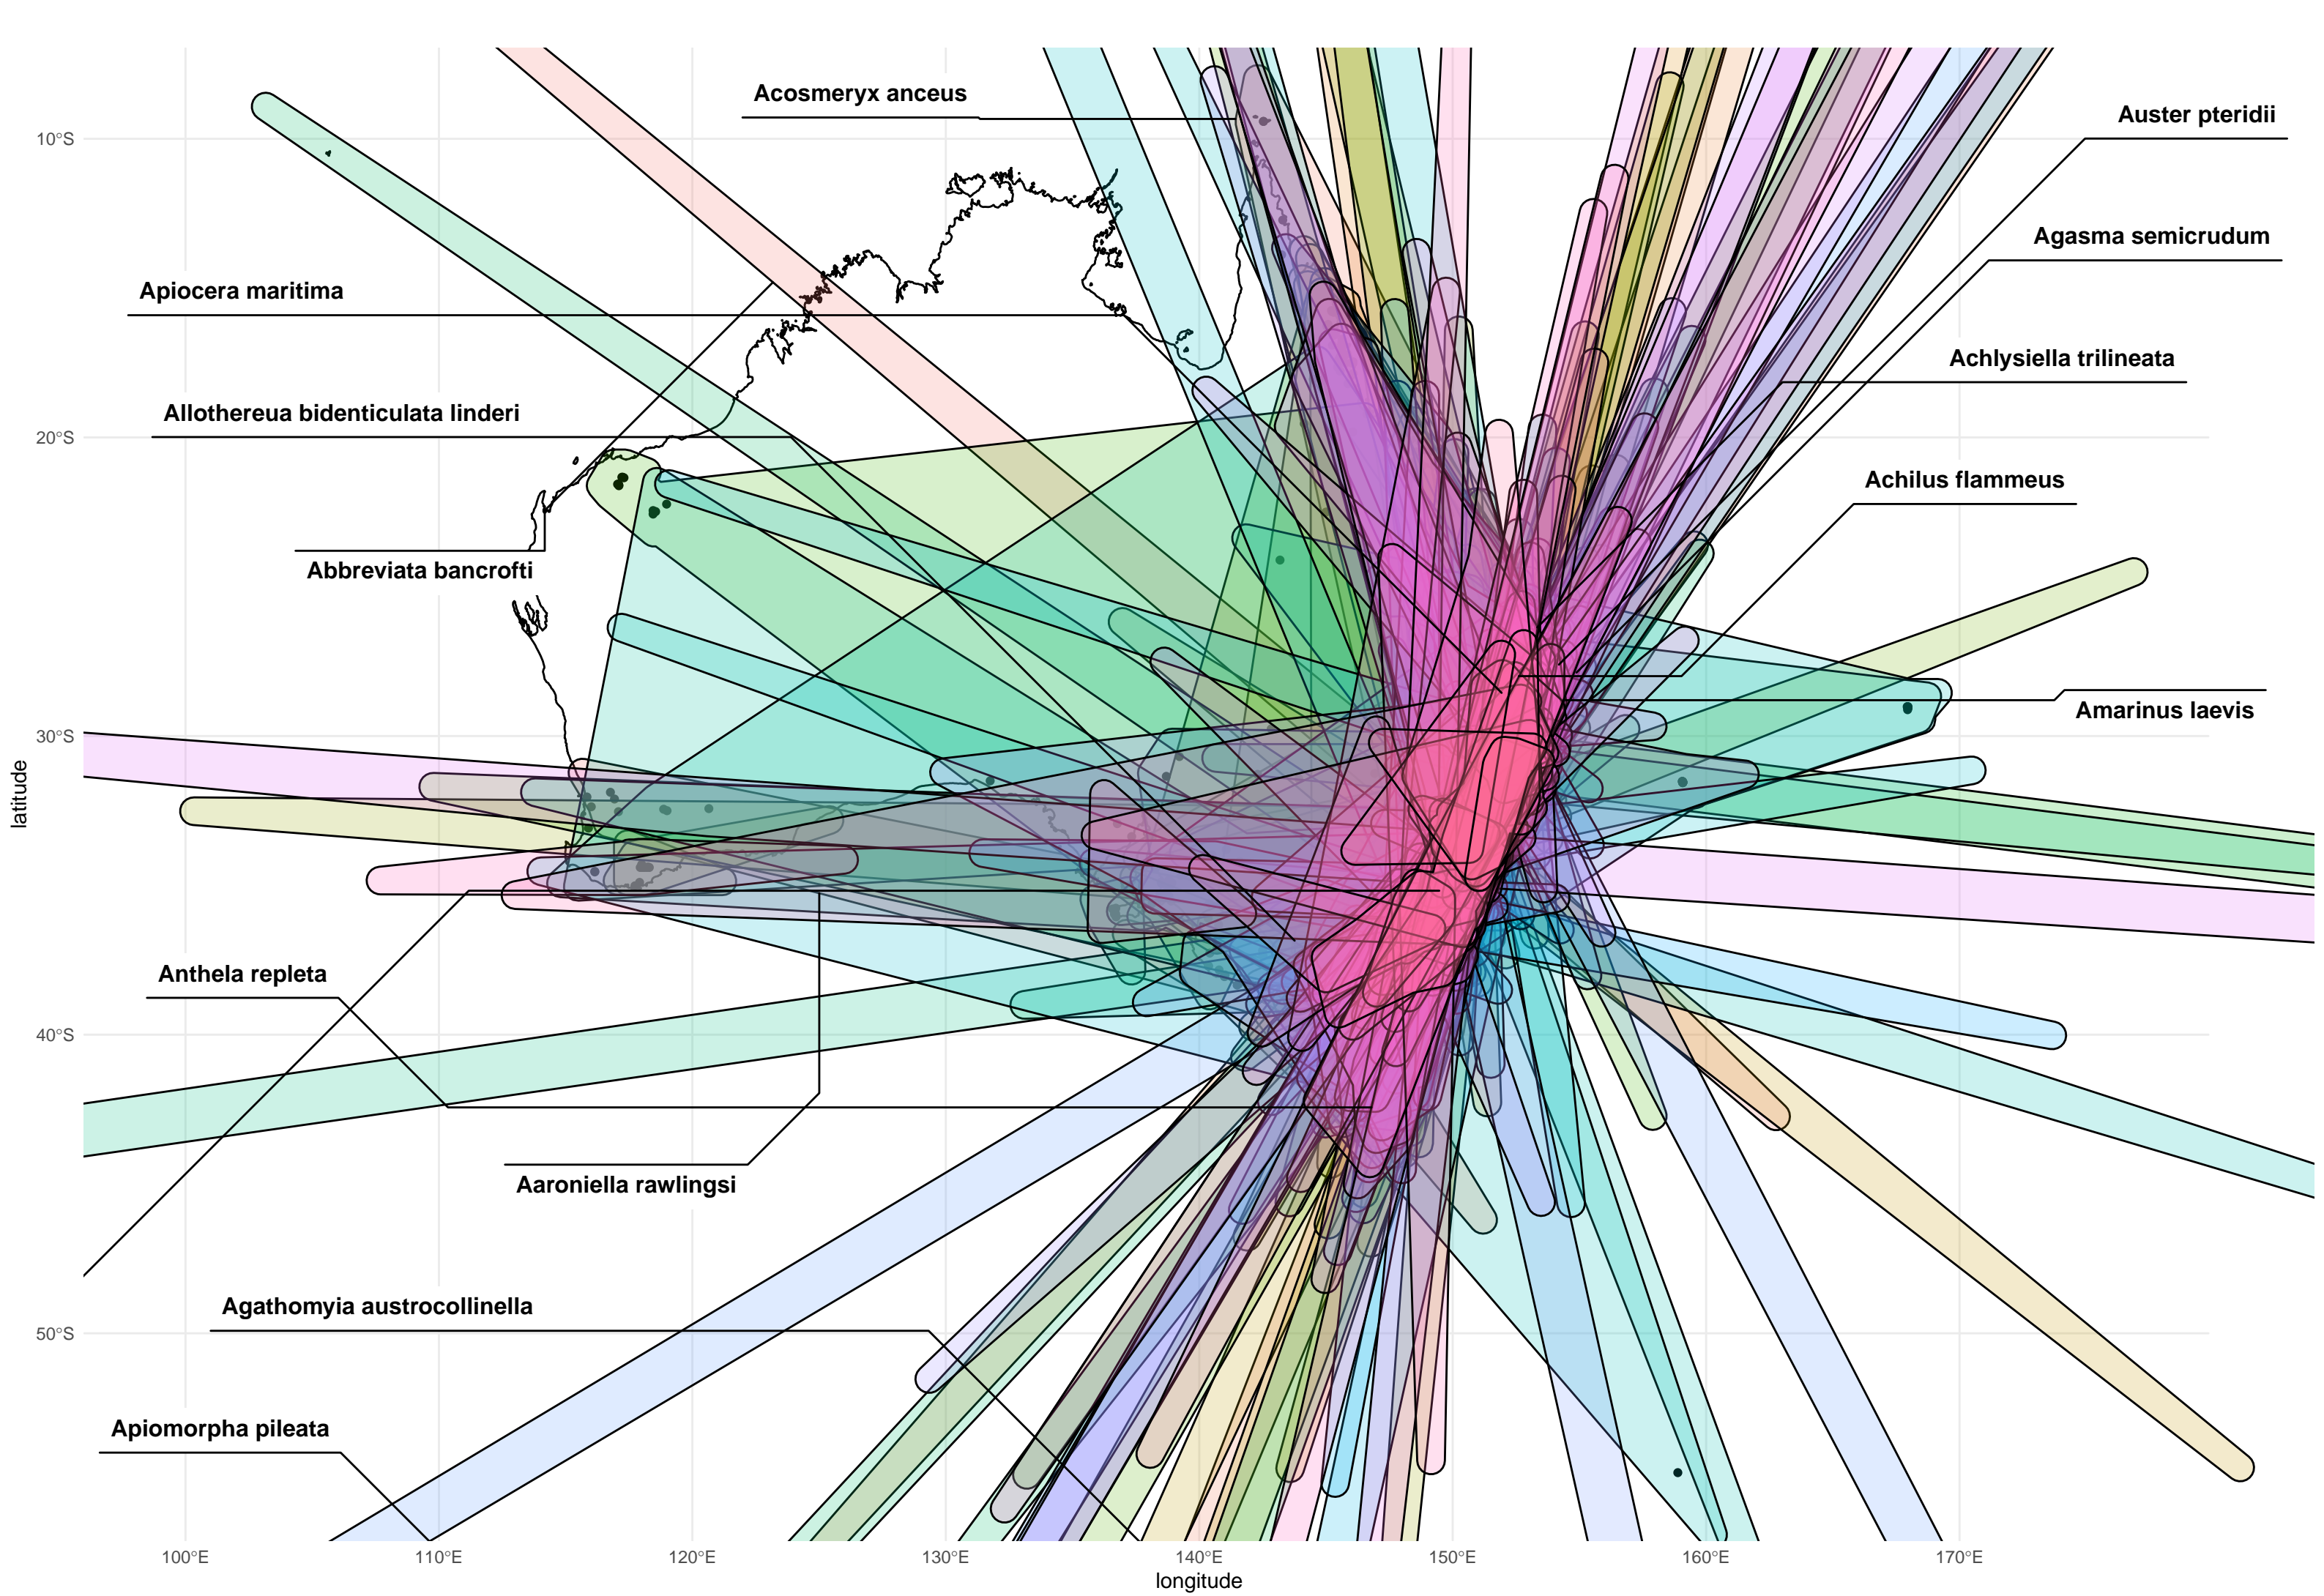 Acosmeryx anceus
Auster pteridii
10°S
Agasma semicrudum
Apiocera maritima
Achlysiella trilineata
Allothereua bidenticulata linderi
20°S
Achilus flammeus
Abbreviata bancrofti
Amarinus laevis
30°S
latitude
Anthela repleta
40°S
Aaroniella rawlingsi
Agathomyia austrocollinella
50°S
Apiomorpha pileata
100°E 110°E 120°E 130°E 140°E 150°E 160°E 170°E
longitude